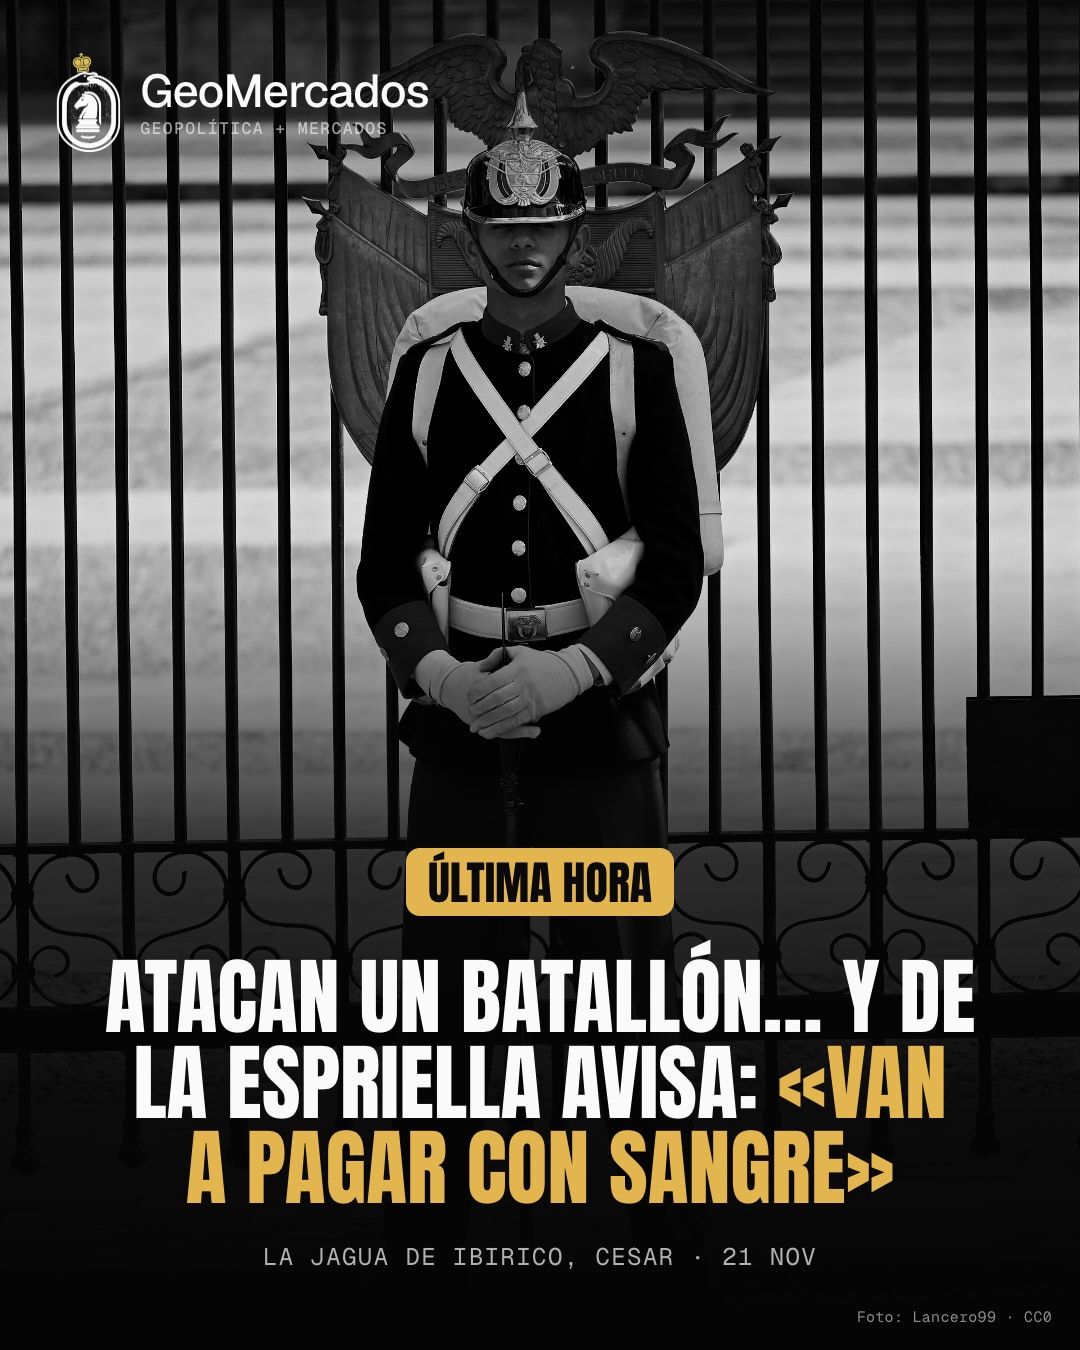 GeoMercados
GEOPOLÍTICA + MERCADOS
ORDEN
ÚLTIMA HORA
ATACAN UN BATALLÓN... Y DE
LA ESPRIELLA AVISA: «VAN
A PAGAR CON SANGRE»
LA JAGUA DE IBIRICO, CESAR · 21 NOV
Foto: Lancero99 · CC0